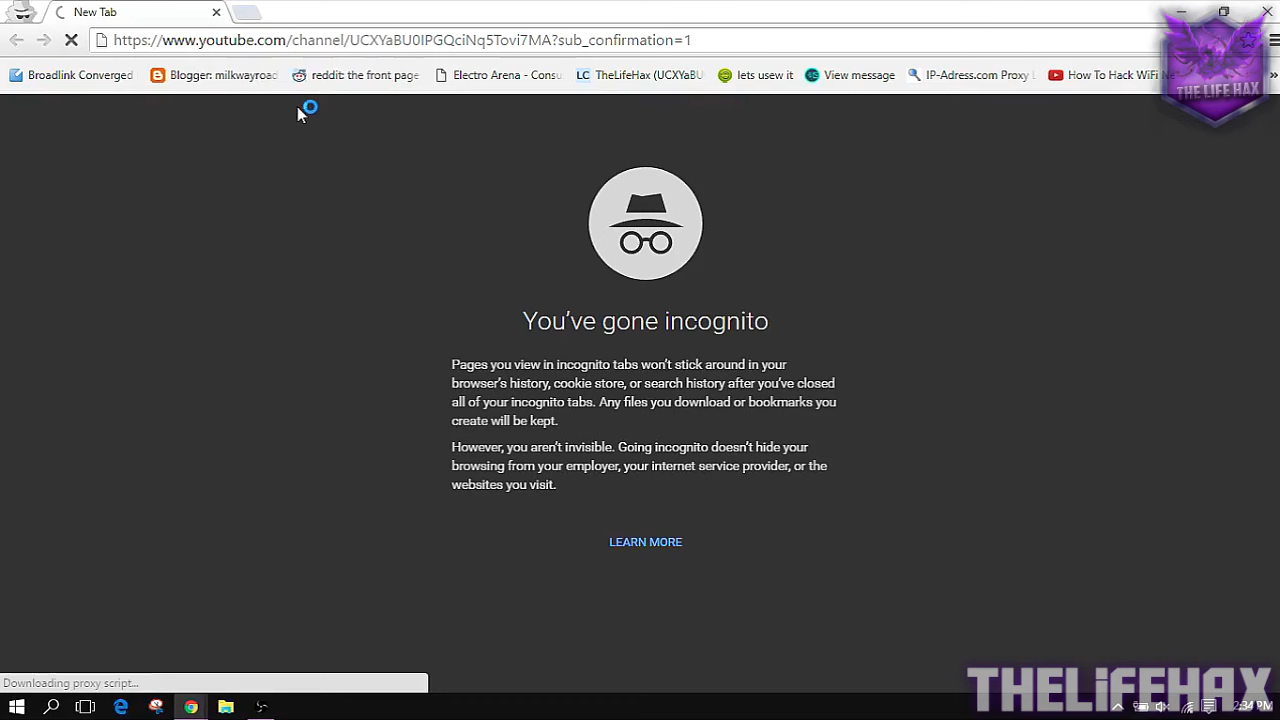 New Tab
https://www.youtube.com/channel/UCXYaBU0IPGQciNq5Tovi7MA?sub_confirmation=1
Broadlink Converged
Blogger: milkwayroad
reddit: the front page
Electro Arena - Consu
LC TheLifeHax (UCXYaBU
lets usew it
View message
IP-Adress.com Proxy L
How To Hack WiFi Ne
»
THE LIFE HAX
You've gone incognito
Pages you view in incognito tabs won't stick around in your
browser's history, cookie store, or search history after you've closed
all of your incognito tabs. Any files you download or bookmarks you
create will be kept.
However, you aren't invisible. Going incognito doesn't hide your
browsing from your employer, your internet service provider, or the
websites you visit.
LEARN MORE
Downloading proxy script...
THELiFEHAX
2:34 PM